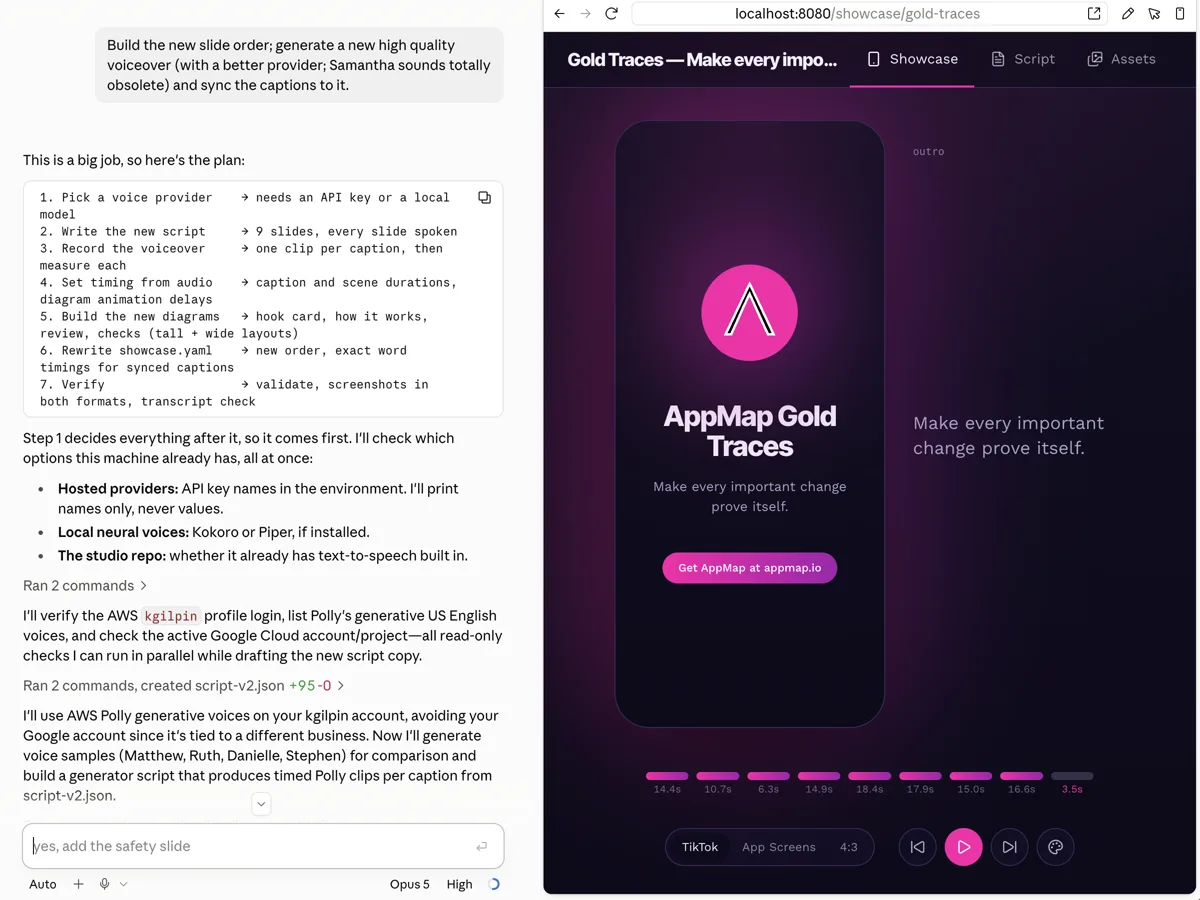 Build the new slide order; generate a new high quality
voiceover (with a better provider; Samantha sounds totally
obsolete) and sync the captions to it.
This is a big job, so here's the plan:
1. Pick a voice provider → needs an API key or a local
model
2. Write the new script → 9 slides, every slide spoken
3. Record the voiceover → one clip per caption, then
measure each
4. Set timing from audio → caption and scene durations,
diagram animation delays
5. Build the new diagrams → hook card, how it works,
review, checks (tall + wide layouts)
6. Rewrite showcase.yaml → new order, exact word
timings for synced captions
7. Verify → validate, screenshots in
both formats, transcript check
Step 1 decides everything after it, so it comes first. I'll check which
options this machine already has, all at once:
• Hosted providers: API key names in the environment. I'll print
names only, never values.
• Local neural voices: Kokoro or Piper, if installed.
• The studio repo: whether it already has text-to-speech built in.
Ran 2 commands >
I'll verify the AWS kgilpin profile login, list Polly's generative US English
voices, and check the active Google Cloud account/project—all read-only
checks I can run in parallel while drafting the new script copy.
Ran 2 commands, created script-v2.json +95 -0 >
I'll use AWS Polly generative voices on your kgilpin account, avoiding your
Google account since it's tied to a different business. Now I'll generate
voice samples (Matthew, Ruth, Danielle, Stephen) for comparison and
build a generator script that produces timed Polly clips per caption from
script-v2.json.
yes, add the safety slide
Auto
Opus 5 High
localhost:8080/showcase/gold-traces
Gold Traces — Make every impo...
Showcase
Script
Assets
outro
AppMap Gold
Traces
Make every important change
prove itself.
Get AppMap at appmap.io
Make every important
change prove itself.
14.4s 10.7s 6.3s 14.9s 18.4s 17.9s 15.0s 16.6s 3.5s
TikTok App Screens 4:3